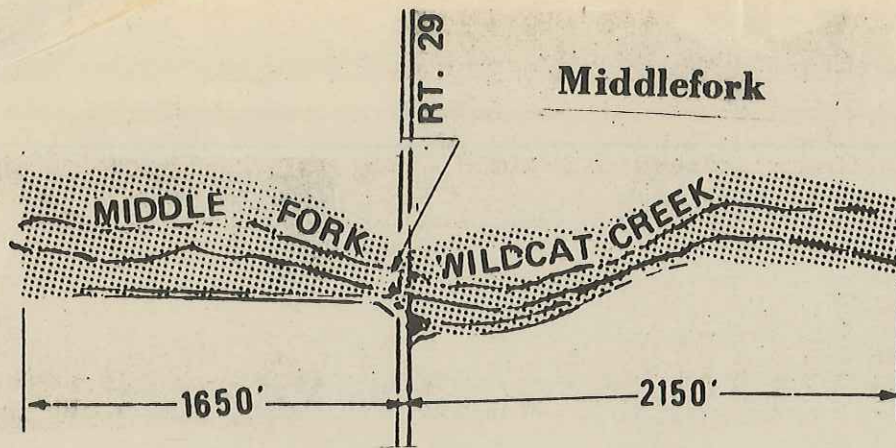 RT. 29
Middlefork
MIDDLE FORK WILDCAT CREEK
1650'
2150'